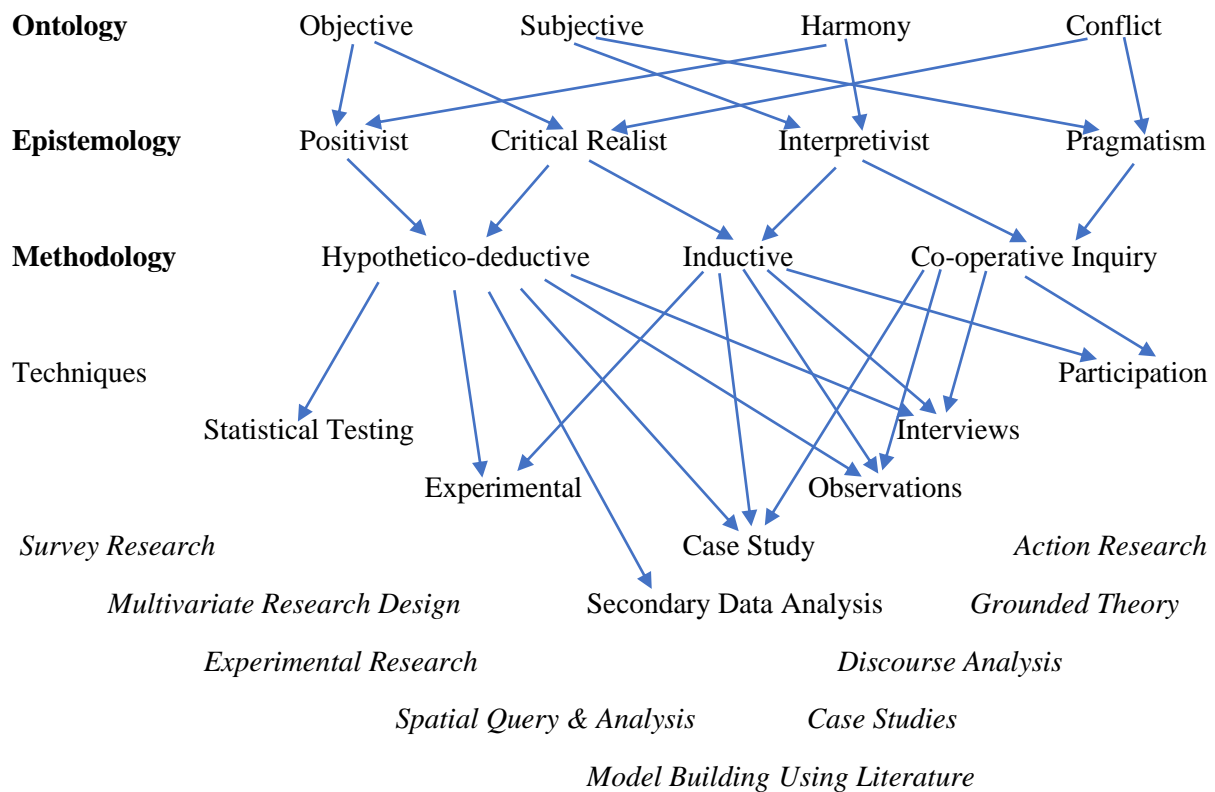 Ontology Objective Subjective Harmony Conflict
Epistemology Positivist Critical Realist Interpretivist Pragmatism
Methodology Hypothetico-deductive Inductive Co-operative Inquiry
Techniques Participation
Statistical Testing Interviews
Experimental Observations
Survey Research Case Study Action Research
Multivariate Research Design Secondary Data Analysis Grounded Theory
Experimental Research Discourse Analysis
Spatial Query & Analysis Case Studies
Model Building Using Literature